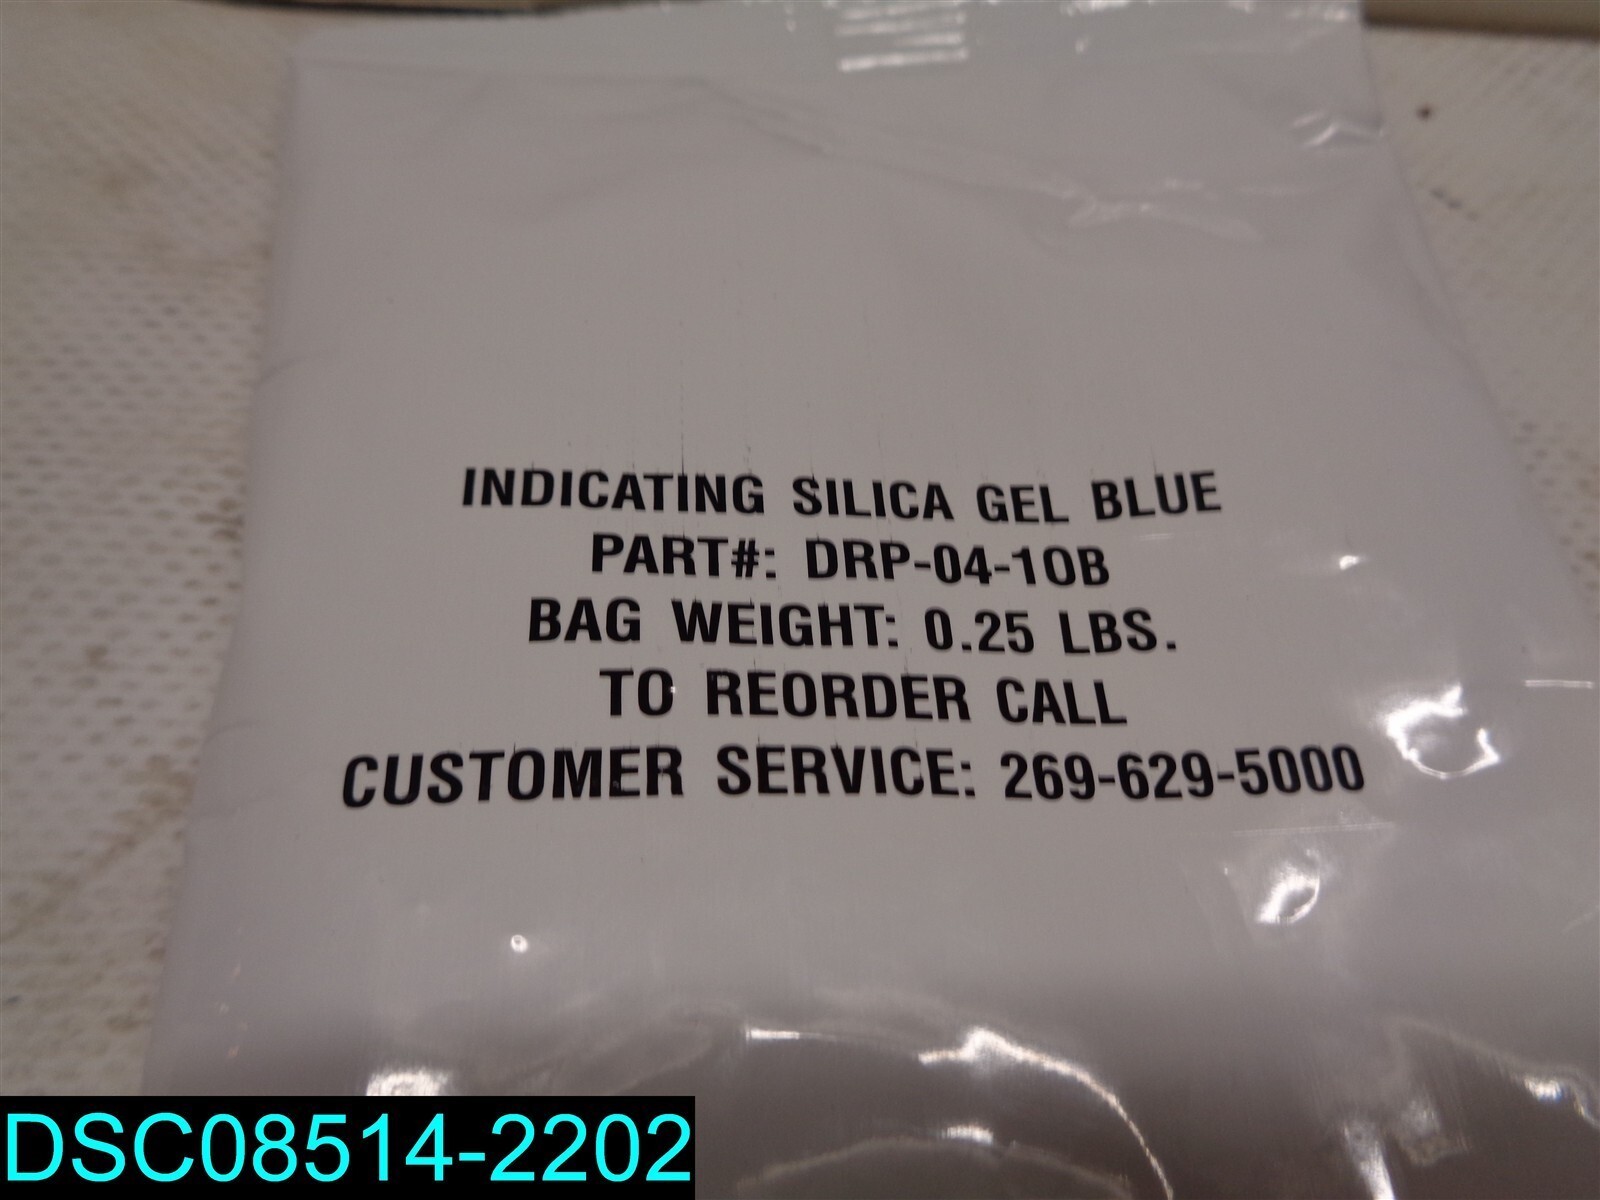 INDICATING SILICA GEL BLUE
PART#: DRP-04-10B
BAG WEIGHT: 0.25 LBS.
TO REORDER CALL
CUSTOMER SERVICE: 269-629-5000
DSC08514-2202